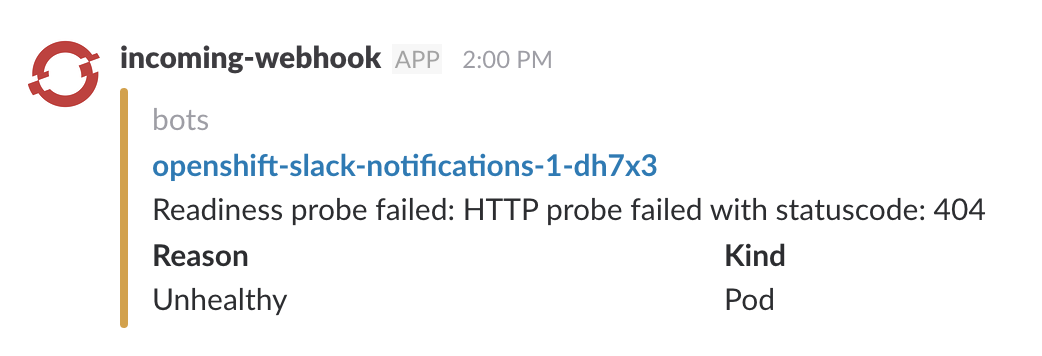 incoming-webhook APP 2:00 PM
bots
openshift-slack-notifications-1-dh7x3
Readiness probe failed: HTTP probe failed with statuscode: 404
Reason Kind
Unhealthy Pod